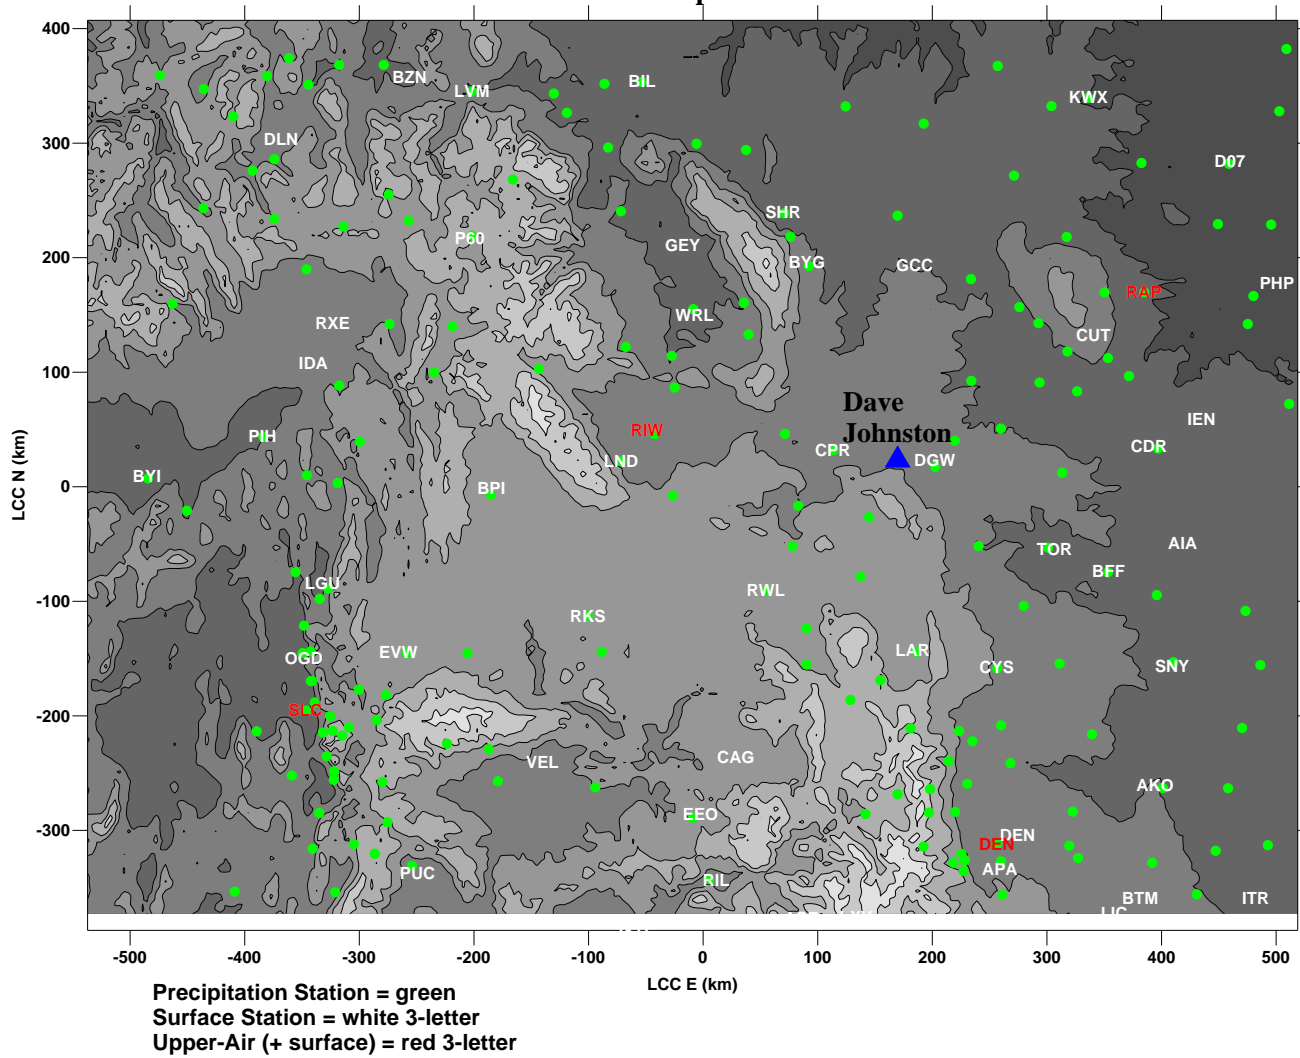 400
300
200
100
0
-100
-200
-300
LCC N (km)
BZN
LVM
BIL
KWX
DLN
D07
SHR
P60
GEY
BYG
GCC
RAP
PHP
WRL
RXE
CUT
IDA
Dave
Johnston
IEN
PIH
RIW
CPR
DGW
CDR
LND
BYI
BPI
TOR
AIA
BFF
LGU
RWL
RKS
OGD
EVW
LAR
CYS
SNY
SLC
VEL
CAG
AKO
EEO
DEN
DEN
PUC
RIL
APA
BTM
ITR
LIC
-500
-400
-300
-200
-100
0
100
200
300
400
500
LCC E (km)
Precipitation Station = green
Surface Station = white 3-letter
Upper-Air (+ surface) = red 3-letter